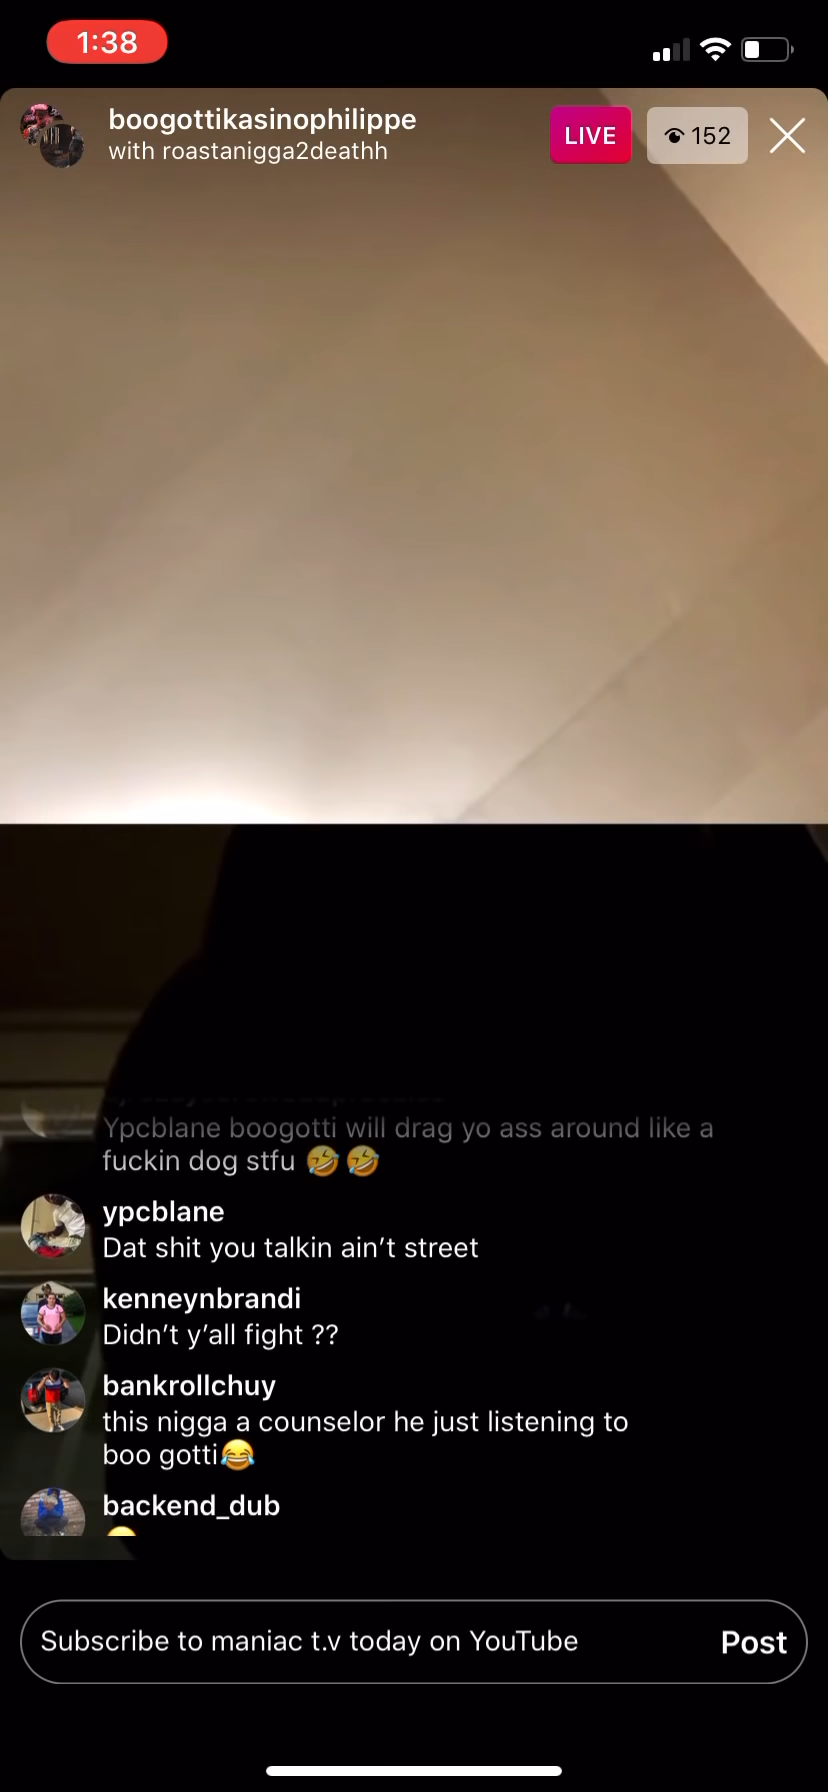 1:38
boogottikasinophilippe
with roastanigga2deathh
LIVE
152
Ypcblane boogotti will drag yo ass around like a
fuckin dog stfu 🤣🤣
ypcblane
Dat shit you talkin ain’t street
kenneynbrandi
Didn’t y’all fight ??
bankrollchuy
this nigga a counselor he just listening to
boo gotti😂
backend_dub
Subscribe to maniac t.v today on YouTube
Post